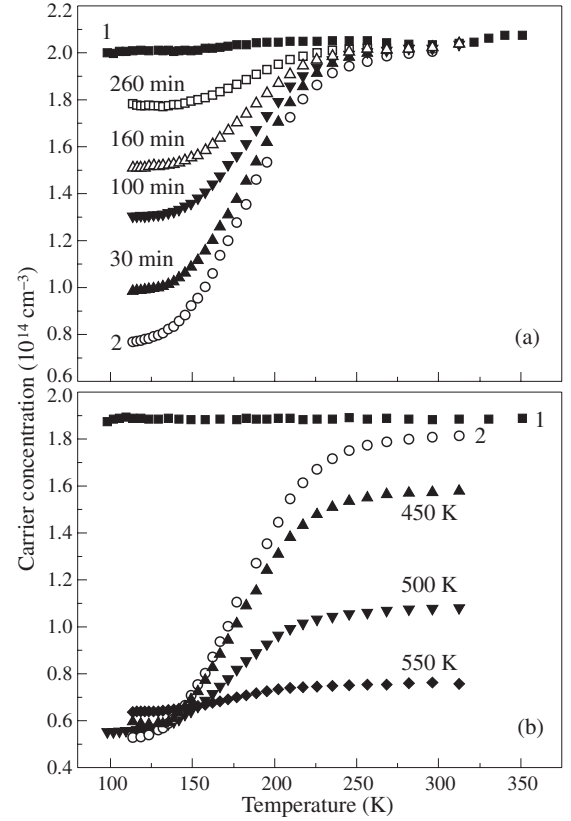 2.2
1
2.0
260 min
1.8
160 min
1.6
1.4
100 min
1.2
30 min
1.0
0.8
2
(a)
0.6
Carrier concentration (10¹⁴ cm⁻³)
2.0
1
1.8
2
1.6
450 K
1.4
1.2
500 K
1.0
0.8
550 K
0.6
(b)
0.4
100 150 200 250 300 350
Temperature (K)